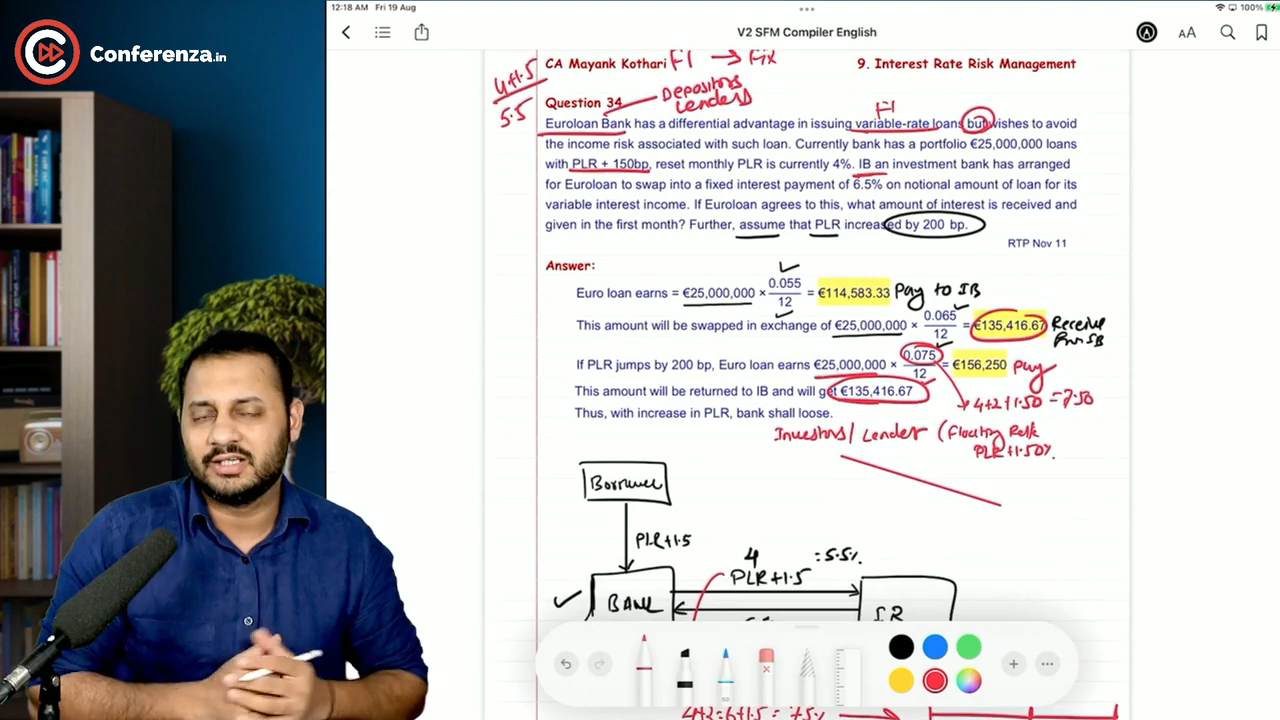 Conferenza.in
12:18 AM Fri 19 Aug
100%
V2 SFM Compiler English
AA
CA Mayank Kothari
Fl → Fix
9. Interest Rate Risk Management
4+1.5
5.5
Question 34
Depositors
Lenders
Fl
Euroloan Bank has a differential advantage in issuing variable-rate loans but wishes to avoid
the income risk associated with such loan. Currently bank has a portfolio €25,000,000 loans
with PLR + 150bp, reset monthly PLR is currently 4%. IB an investment bank has arranged
for Euroloan to swap into a fixed interest payment of 6.5% on notional amount of loan for its
variable interest income. If Euroloan agrees to this, what amount of interest is received and
given in the first month? Further, assume that PLR increased by 200 bp.
RTP Nov 11
Answer:
Euro loan earns = €25,000,000 × 0.055/12 = €114,583.33 Pay to IB
This amount will be swapped in exchange of €25,000,000 × 0.065/12 = €135,416.67 Receive from IB
If PLR jumps by 200 bp, Euro loan earns €25,000,000 × 0.075/12 = €156,250 Pay
This amount will be returned to IB and will get €135,416.67
4+2+1.50 = 7.50
Thus, with increase in PLR, bank shall loose.
Investors/Lender (Floating Rate
PLR+1.50%
Borrower
PLR+1.5
4 = 5.5%
PLR+1.5
BANK
IB
4+2=6+1.5= 7.5%